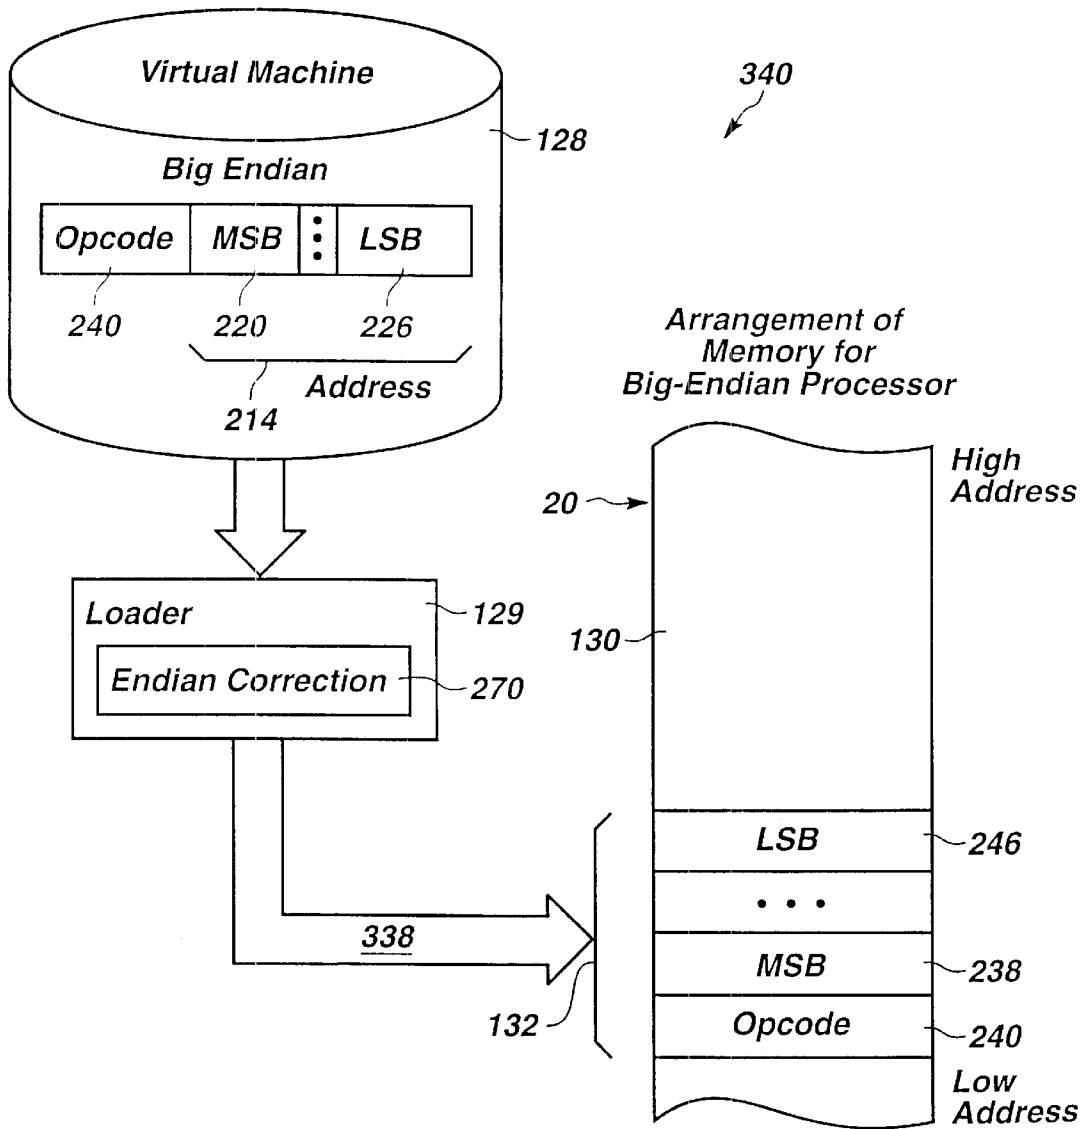 Virtual Machine
340
128
Big Endian
Opcode MSB LSB
240 220 226
Address
214
Arrangement of
Memory for
Big-Endian Processor
High
Address
20
Loader
129
130
Endian Correction
270
LSB
246
• • •
338
MSB
238
132
Opcode
240
Low
Address